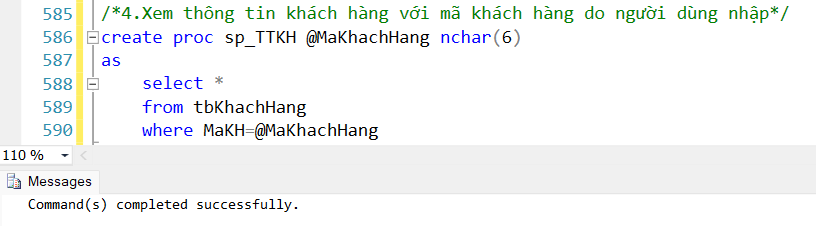 585 /*4.Xem thông tin khách hàng với mã khách hàng do người dùng nhập*/
586 create proc sp_TTKH @MaKhachHang nchar(6)
587 as
588 select *
589 from tbKhachHang
590 where MaKH=@MaKhachHang
110 %
Messages
Command(s) completed successfully.